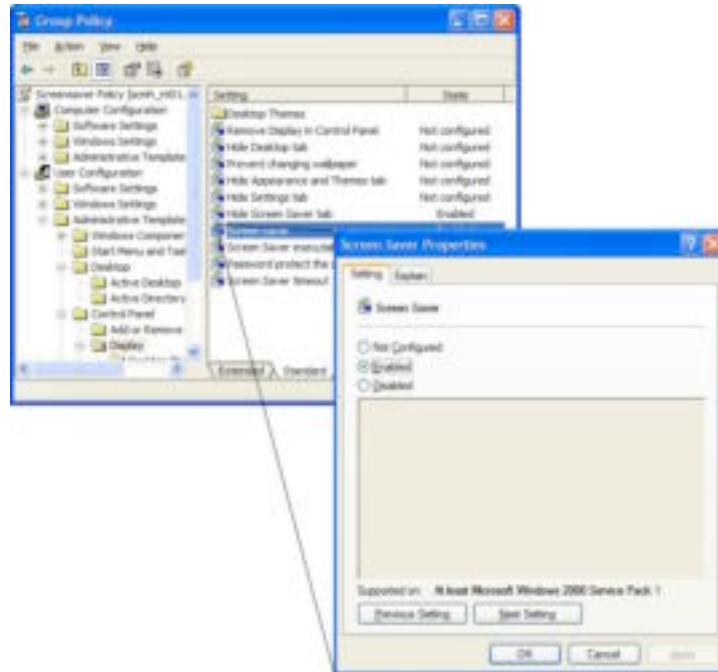 Group Policy
File Action View Help
Screensaver Policy
Setting State
Computer Configuration
Software Settings
Windows Settings
Administrative Template
User Configuration
Software Settings
Windows Settings
Administrative Template
Windows Componen
Start Menu and Tas
Desktop
Active Desktop
Active Directory
Control Panel
Add or Remove
Display
Desktop Themes
Remove Display in Control Panel Not configured
Hide Desktop tab Not configured
Prevent changing wallpaper Not configured
Hide Appearance and Themes tab Not configured
Hide Settings tab Not configured
Hide Screen Saver tab Enabled
Screen Saver
Screen Saver executa
Password protect the
Screen Saver timeout
Extended Standard
Screen Saver Properties
Setting Explain
Screen Saver
Not Configured
Enabled
Disabled
Supported on: At least Microsoft Windows 2000 Service Pack 1
Previous Setting Next Setting
OK Cancel Apply